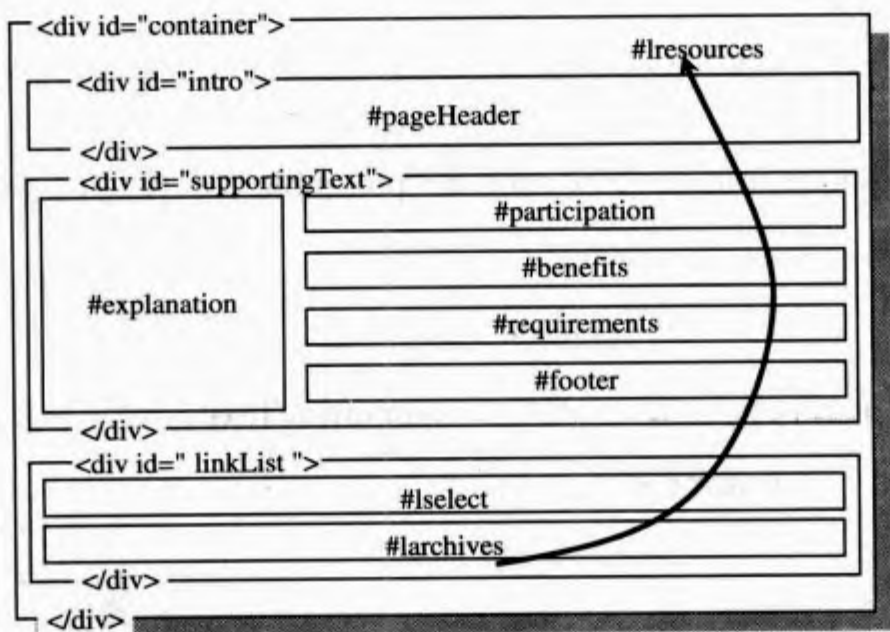 <div id="container">
#lresources
<div id="intro">
#pageHeader
</div>
<div id="supportingText">
#explanation
#participation
#benefits
#requirements
#footer
</div>
<div id=" linkList ">
#lselect
#larchives
</div>
</div>